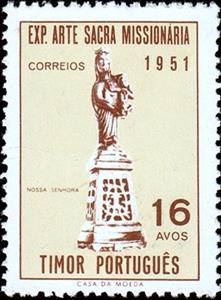 EXP. ARTE SACRA MISSIONÁRIA
CORREIOS 1951
NOSSA SENHORA
16
AVOS
TIMOR PORTUGUÊS
CASA DA MOEDA